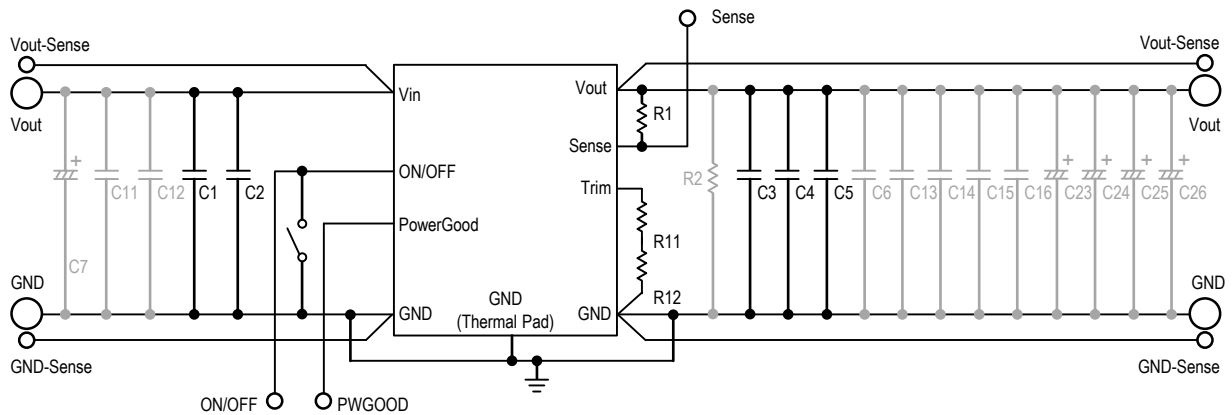 Sense
Vout-Sense
Vout-Sense
Vin
Vout
R1
Vout
Vout
Sense
ON/OFF
+
C11
C12
C1
C2
Trim
R2
C3
C4
C5
C6
C13
C14
C15
C16
+
C23
+
C24
+
C25
+
C26
PowerGood
R11
C7
GND
GND
GND
(Thermal Pad)
R12
GND
GND
GND
GND-Sense
GND-Sense
ON/OFF
PWGOOD